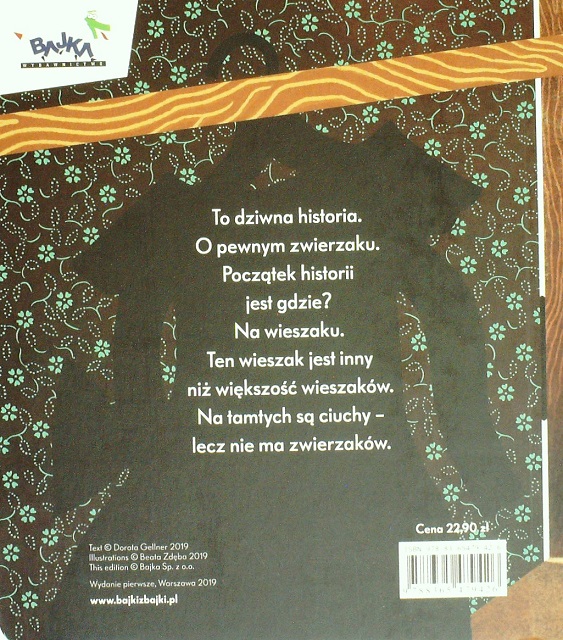 BAJKA
WYDAWNICTWO
To dziwna historia.
O pewnym zwierzaku.
Początek historii
jest gdzie?
Na wieszaku.
Ten wieszak jest inny
niż większość wieszaków.
Na tamtych są ciuchy –
lecz nie ma zwierzaków.
Cena 22,90 zł
Text © Dorota Gellner 2019
Illustrations © Beata Zdęba 2019
This edition © Bajka Sp. z o.o.
Wydanie pierwsze, Warszawa 2019
www.bajkizbajki.pl